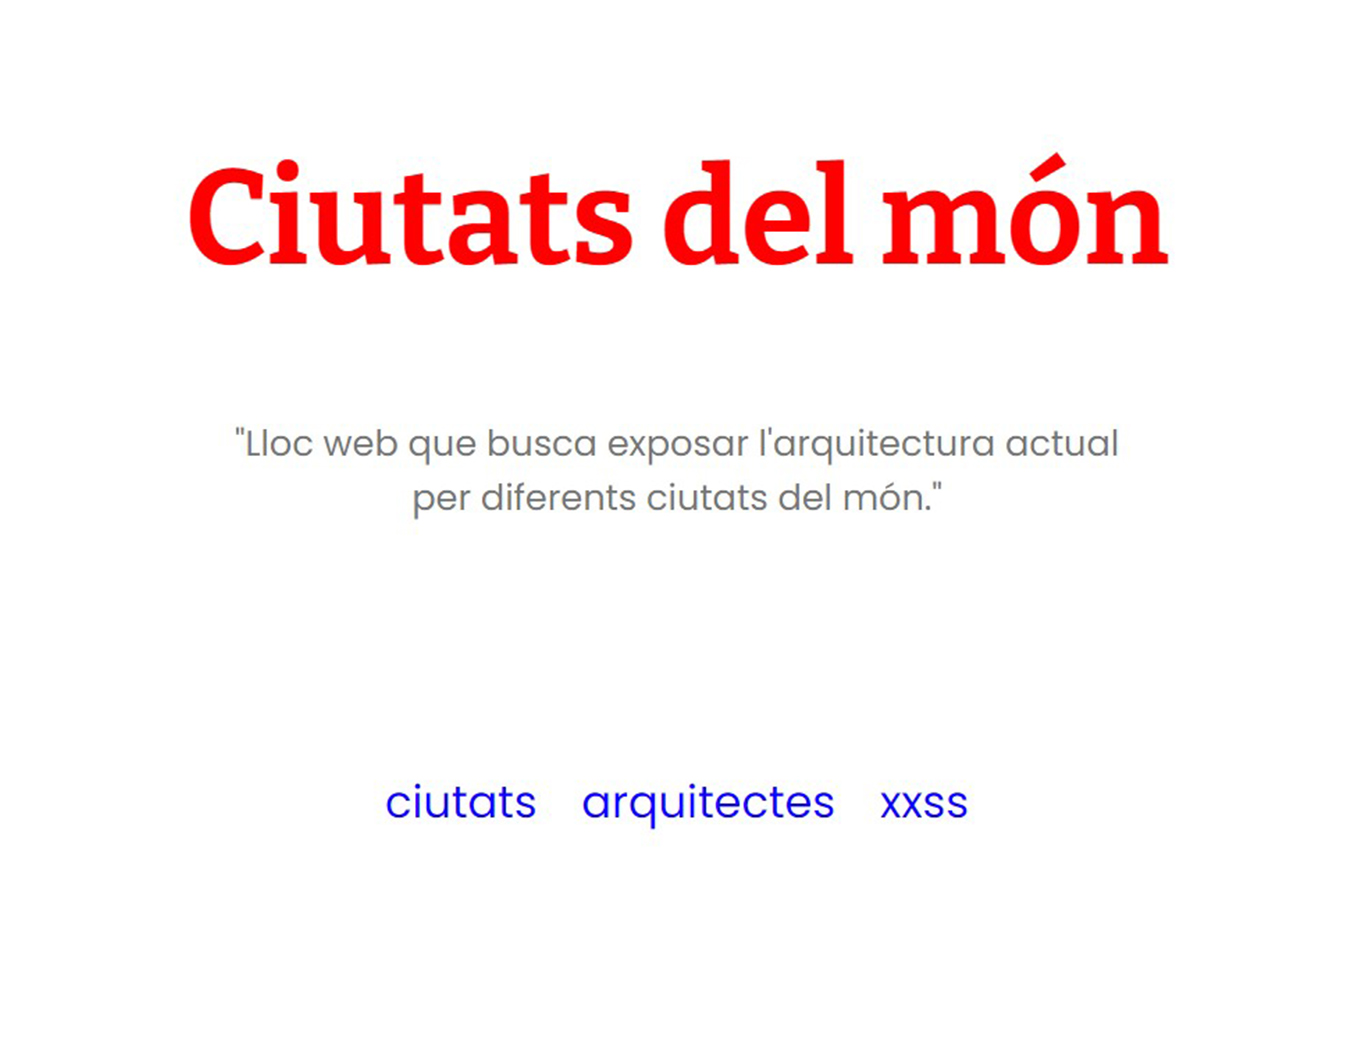 Ciutats del món
"Lloc web que busca exposar l'arquitectura actual
per diferents ciutats del món."
ciutats arquitectes xxss